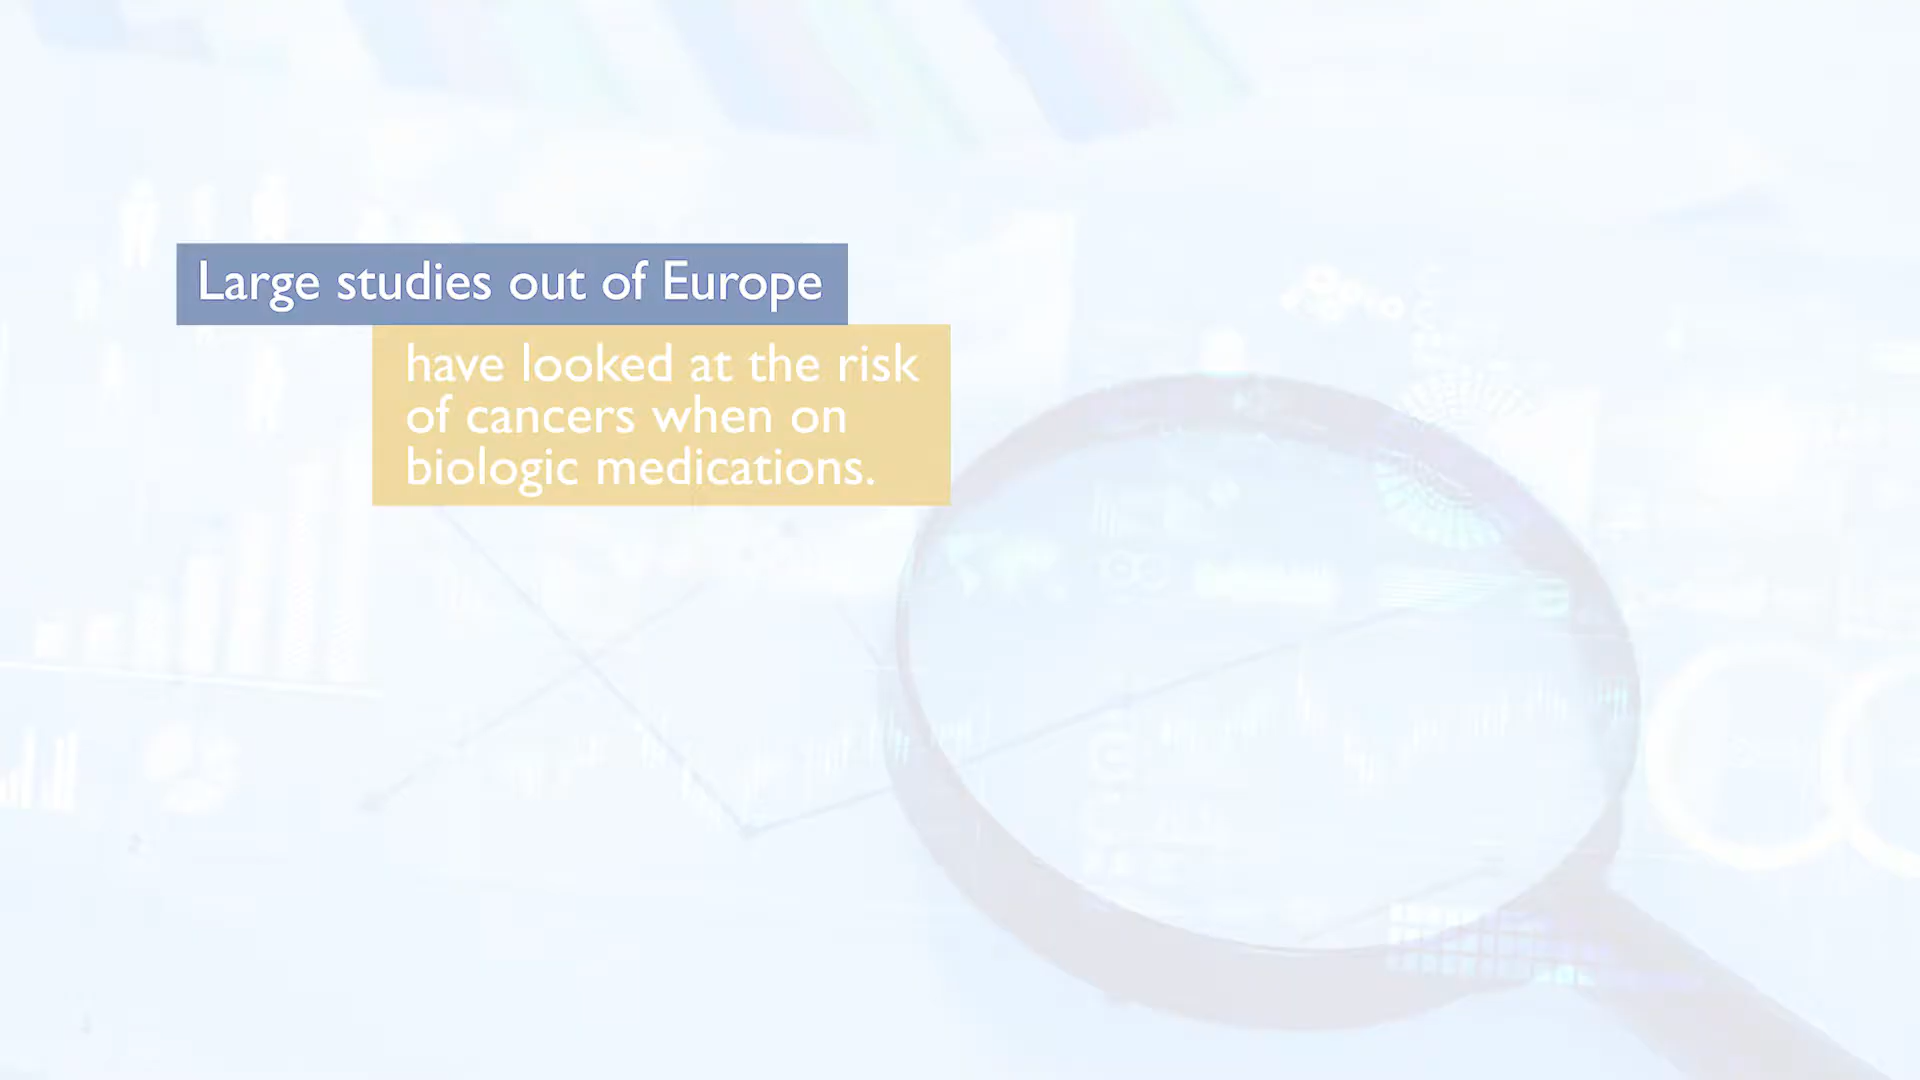 Large studies out of Europe
have looked at the risk
of cancers when on
biologic medications.